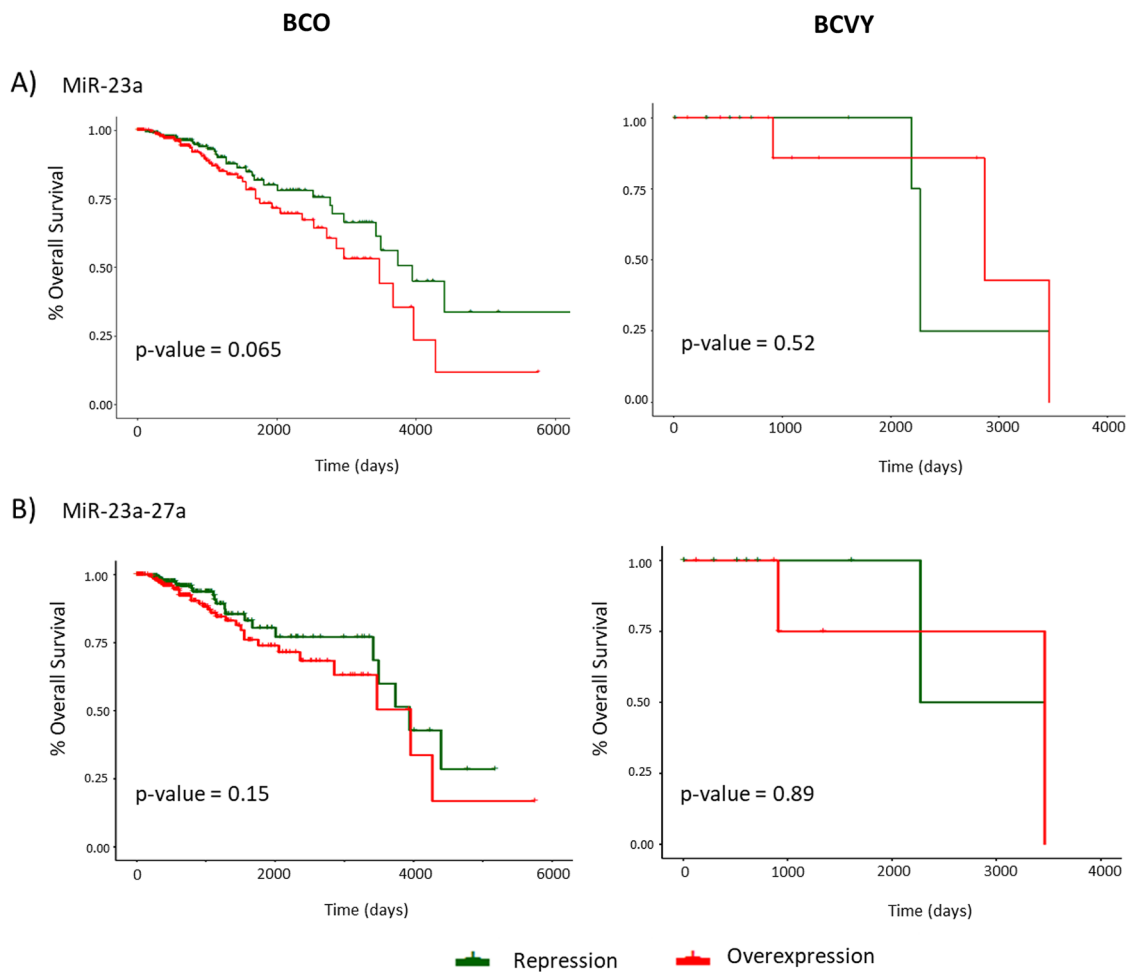 BCO
BCVY
A) MiR-23a
% Overall Survival
1.00
0.75
0.50
0.25
0.00
p-value = 0.065
0 2000 4000 6000
Time (days)
1.00
0.75
0.50
0.25
0.00
p-value = 0.52
0 1000 2000 3000 4000
Time (days)
B) MiR-23a-27a
% Overall Survival
1.00
0.75
0.50
0.25
0.00
p-value = 0.15
0 2000 4000 6000
Time (days)
% Overall Survival
1.00
0.75
0.50
0.25
0.00
p-value = 0.89
0 1000 2000 3000 4000
Time (days)
Repression Overexpression